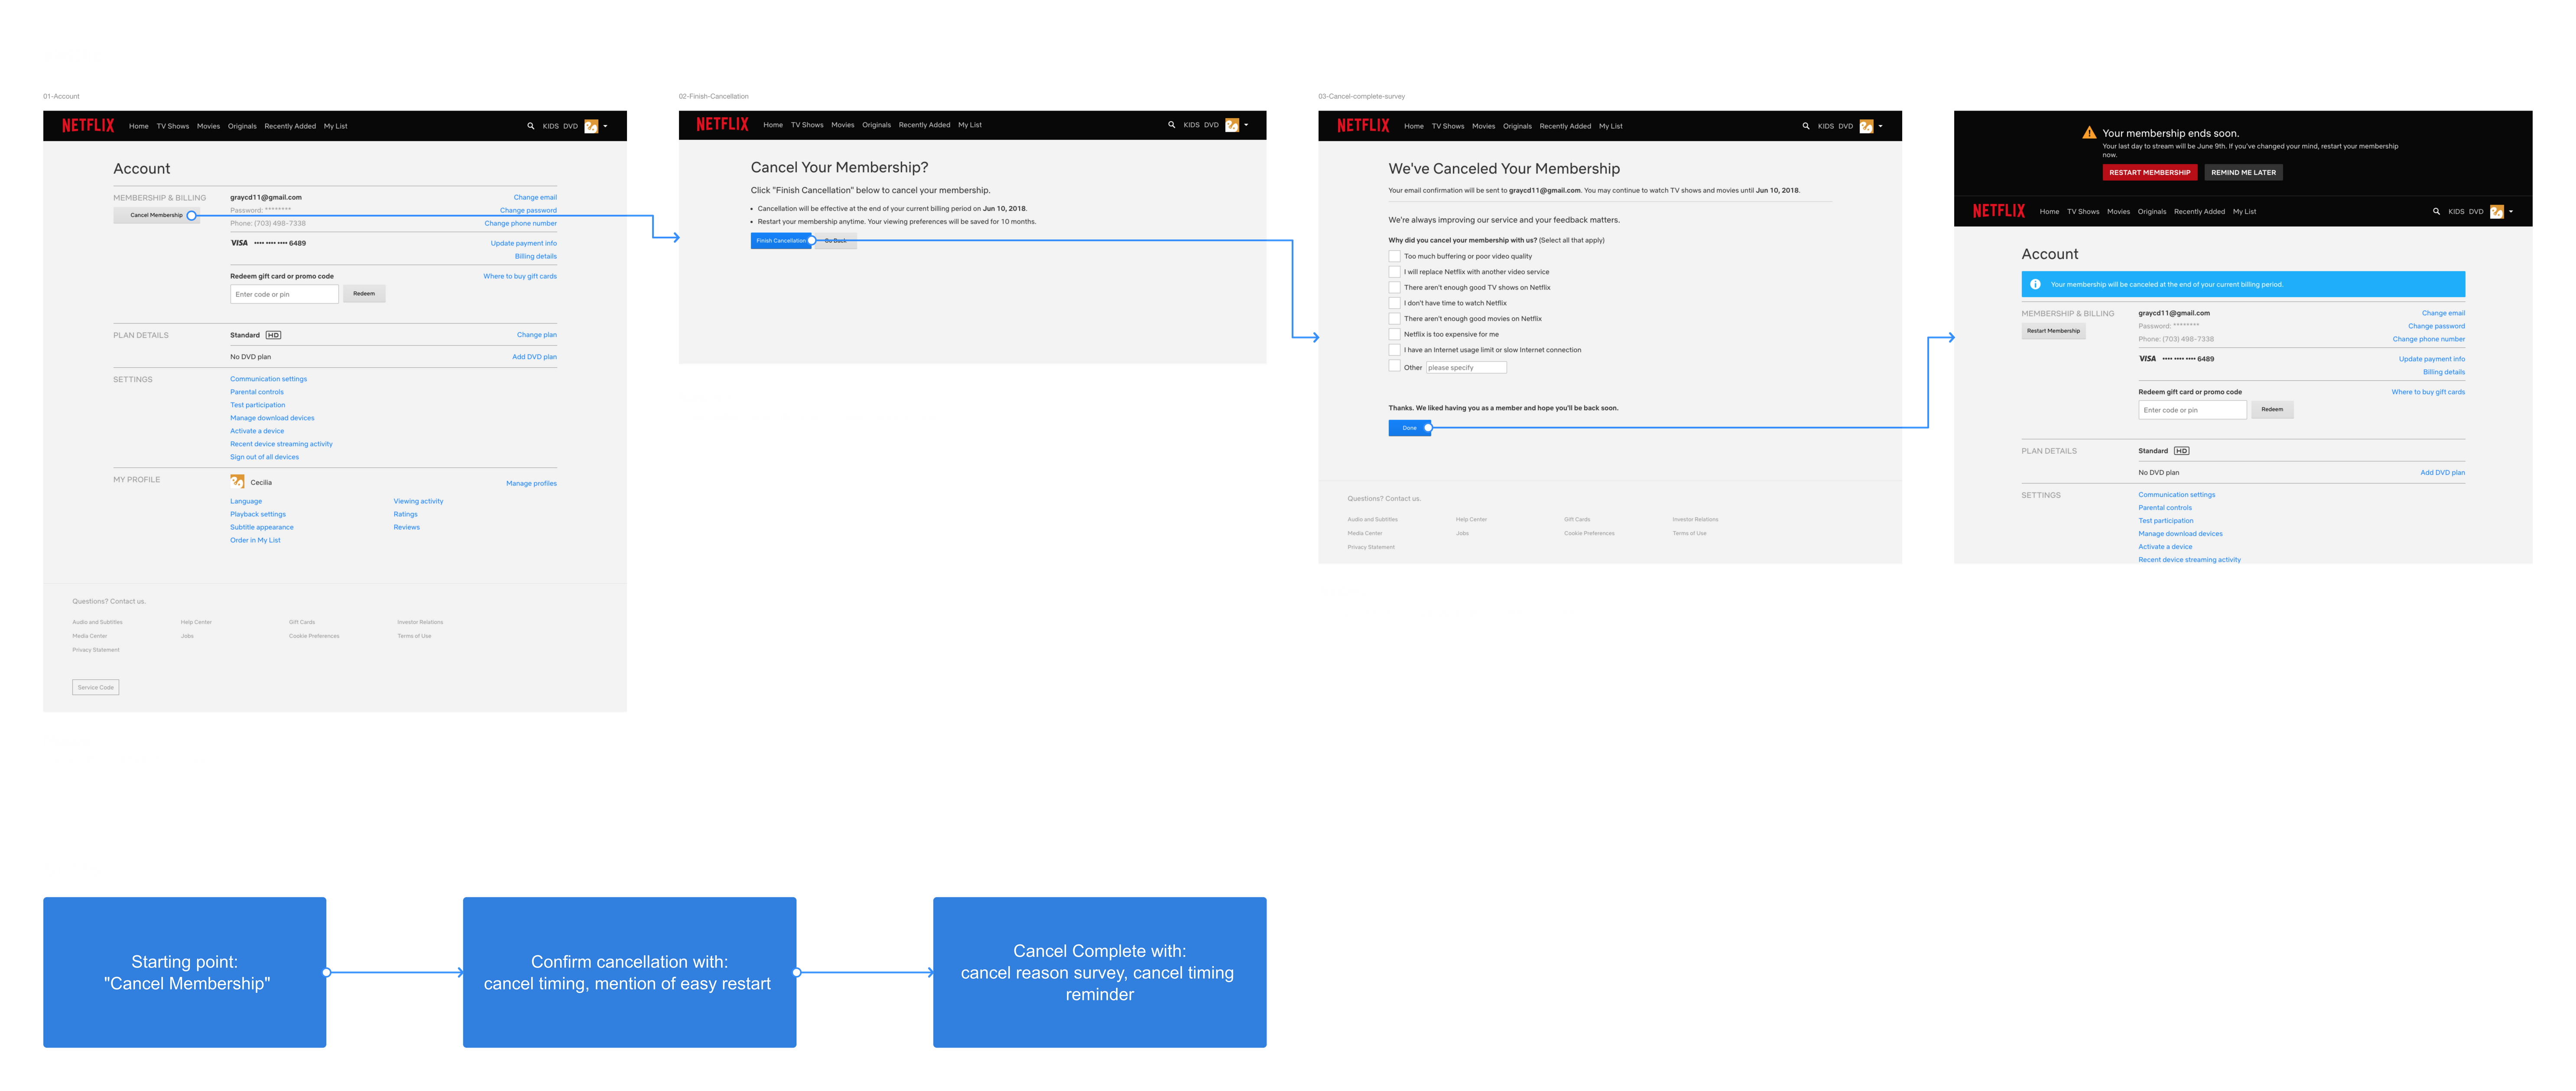 01-Account
NETFLIX Home TV Shows Movies Originals Recently Added My List KIDS DVD
Account
MEMBERSHIP & BILLING
Cancel Membership
graycd11@gmail.com Change email
Password: ******** Change password
Phone: (703) 498-7338 Change phone number
VISA •••• •••• •••• 6489 Update payment info
Billing details
Redeem gift card or promo code Where to buy gift cards
Enter code or pin Redeem
PLAN DETAILS Standard HD Change plan
No DVD plan Add DVD plan
SETTINGS Communication settings
Parental controls
Test participation
Manage download devices
Activate a device
Recent device streaming activity
Sign out of all devices
MY PROFILE Cecilia Manage profiles
Language Viewing activity
Playback settings Ratings
Subtitle appearance Reviews
Order in My List
Questions? Contact us.
Audio and Subtitles Help Center Gift Cards Investor Relations
Media Center Jobs Cookie Preferences Terms of Use
Privacy Statement
Service Code
02-Finish-Cancellation
NETFLIX Home TV Shows Movies Originals Recently Added My List KIDS DVD
Cancel Your Membership?
Click "Finish Cancellation" below to cancel your membership.
• Cancellation will be effective at the end of your current billing period on Jun 10, 2018.
• Restart your membership anytime. Your viewing preferences will be saved for 10 months.
Finish Cancellation Go Back
03-Cancel-complete-survey
NETFLIX Home TV Shows Movies Originals Recently Added My List KIDS DVD
We've Canceled Your Membership
Your email confirmation will be sent to graycd11@gmail.com. You may continue to watch TV shows and movies until Jun 10, 2018.
We're always improving our service and your feedback matters.
Why did you cancel your membership with us? (Select all that apply)
Too much buffering or poor video quality
I will replace Netflix with another video service
There aren't enough good TV shows on Netflix
I don't have time to watch Netflix
There aren't enough good movies on Netflix
Netflix is too expensive for me
I have an Internet usage limit or slow Internet connection
Other please specify
Thanks. We liked having you as a member and hope you'll be back soon.
Done
Questions? Contact us.
Audio and Subtitles Help Center Gift Cards Investor Relations
Media Center Jobs Cookie Preferences Terms of Use
Privacy Statement
Your membership ends soon.
Your last day to stream will be June 9th. If you've changed your mind, restart your membership
now.
RESTART MEMBERSHIP REMIND ME LATER
NETFLIX Home TV Shows Movies Originals Recently Added My List KIDS DVD
Account
Your membership will be canceled at the end of your current billing period.
MEMBERSHIP & BILLING
Restart Membership
graycd11@gmail.com Change email
Password: ******** Change password
Phone: (703) 498-7338 Change phone number
VISA •••• •••• •••• 6489 Update payment info
Billing details
Redeem gift card or promo code Where to buy gift cards
Enter code or pin Redeem
PLAN DETAILS Standard HD
No DVD plan Add DVD plan
SETTINGS Communication settings
Parental controls
Test participation
Manage download devices
Activate a device
Recent device streaming activity
Starting point:
"Cancel Membership"
Confirm cancellation with:
cancel timing, mention of easy restart
Cancel Complete with:
cancel reason survey, cancel timing
reminder